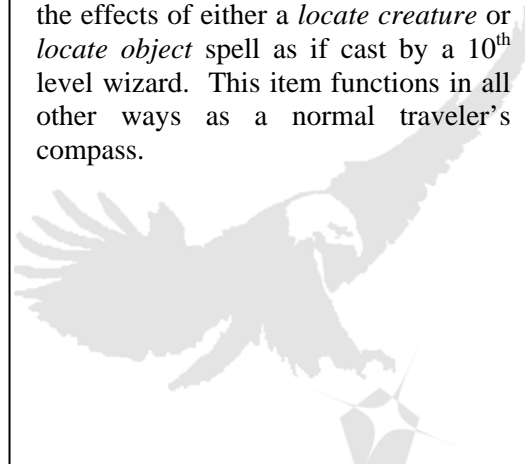 the effects of either a locate creature or
locate object spell as if cast by a 10th
level wizard. This item functions in all
other ways as a normal traveler's
compass.